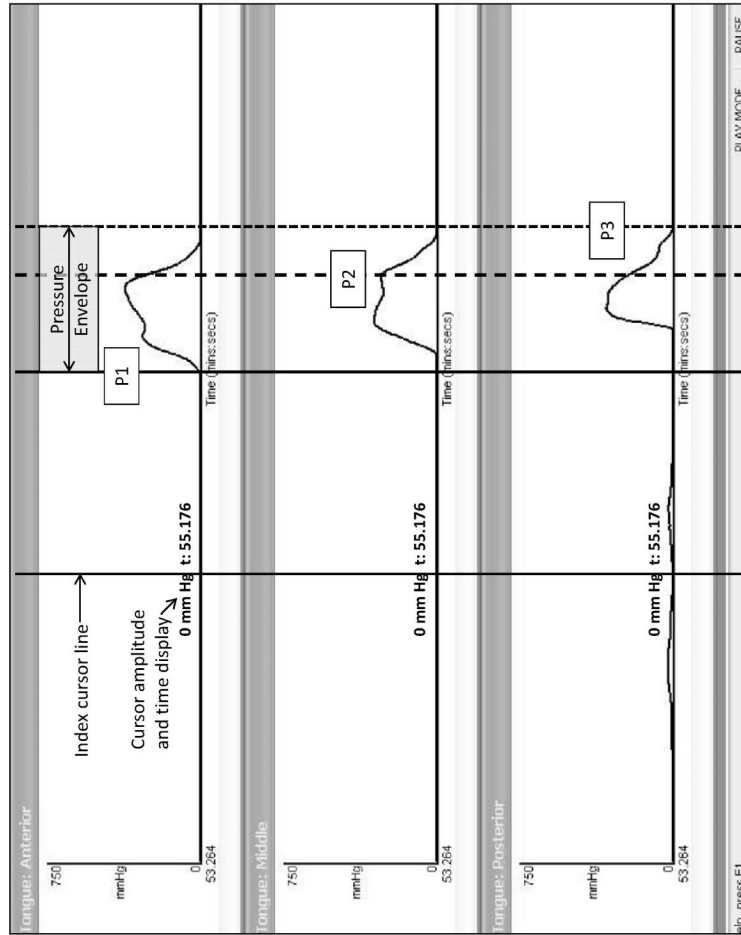 Tongue: Anterior
750
mmHg
0
53.264
Index cursor line
Cursor amplitude
and time display
0 mm Hg t: 55.176
P1
Pressure
Envelope
Time (mins:secs)
Tongue: Middle
750
mmHg
0
53.264
0 mm Hg t: 55.176
P2
Time (mins:secs)
Tongue: Posterior
750
mmHg
0
53.264
0 mm Hg t: 55.176
P3
Time (mins:secs)
press F1
PLAY MODE
PAUSE